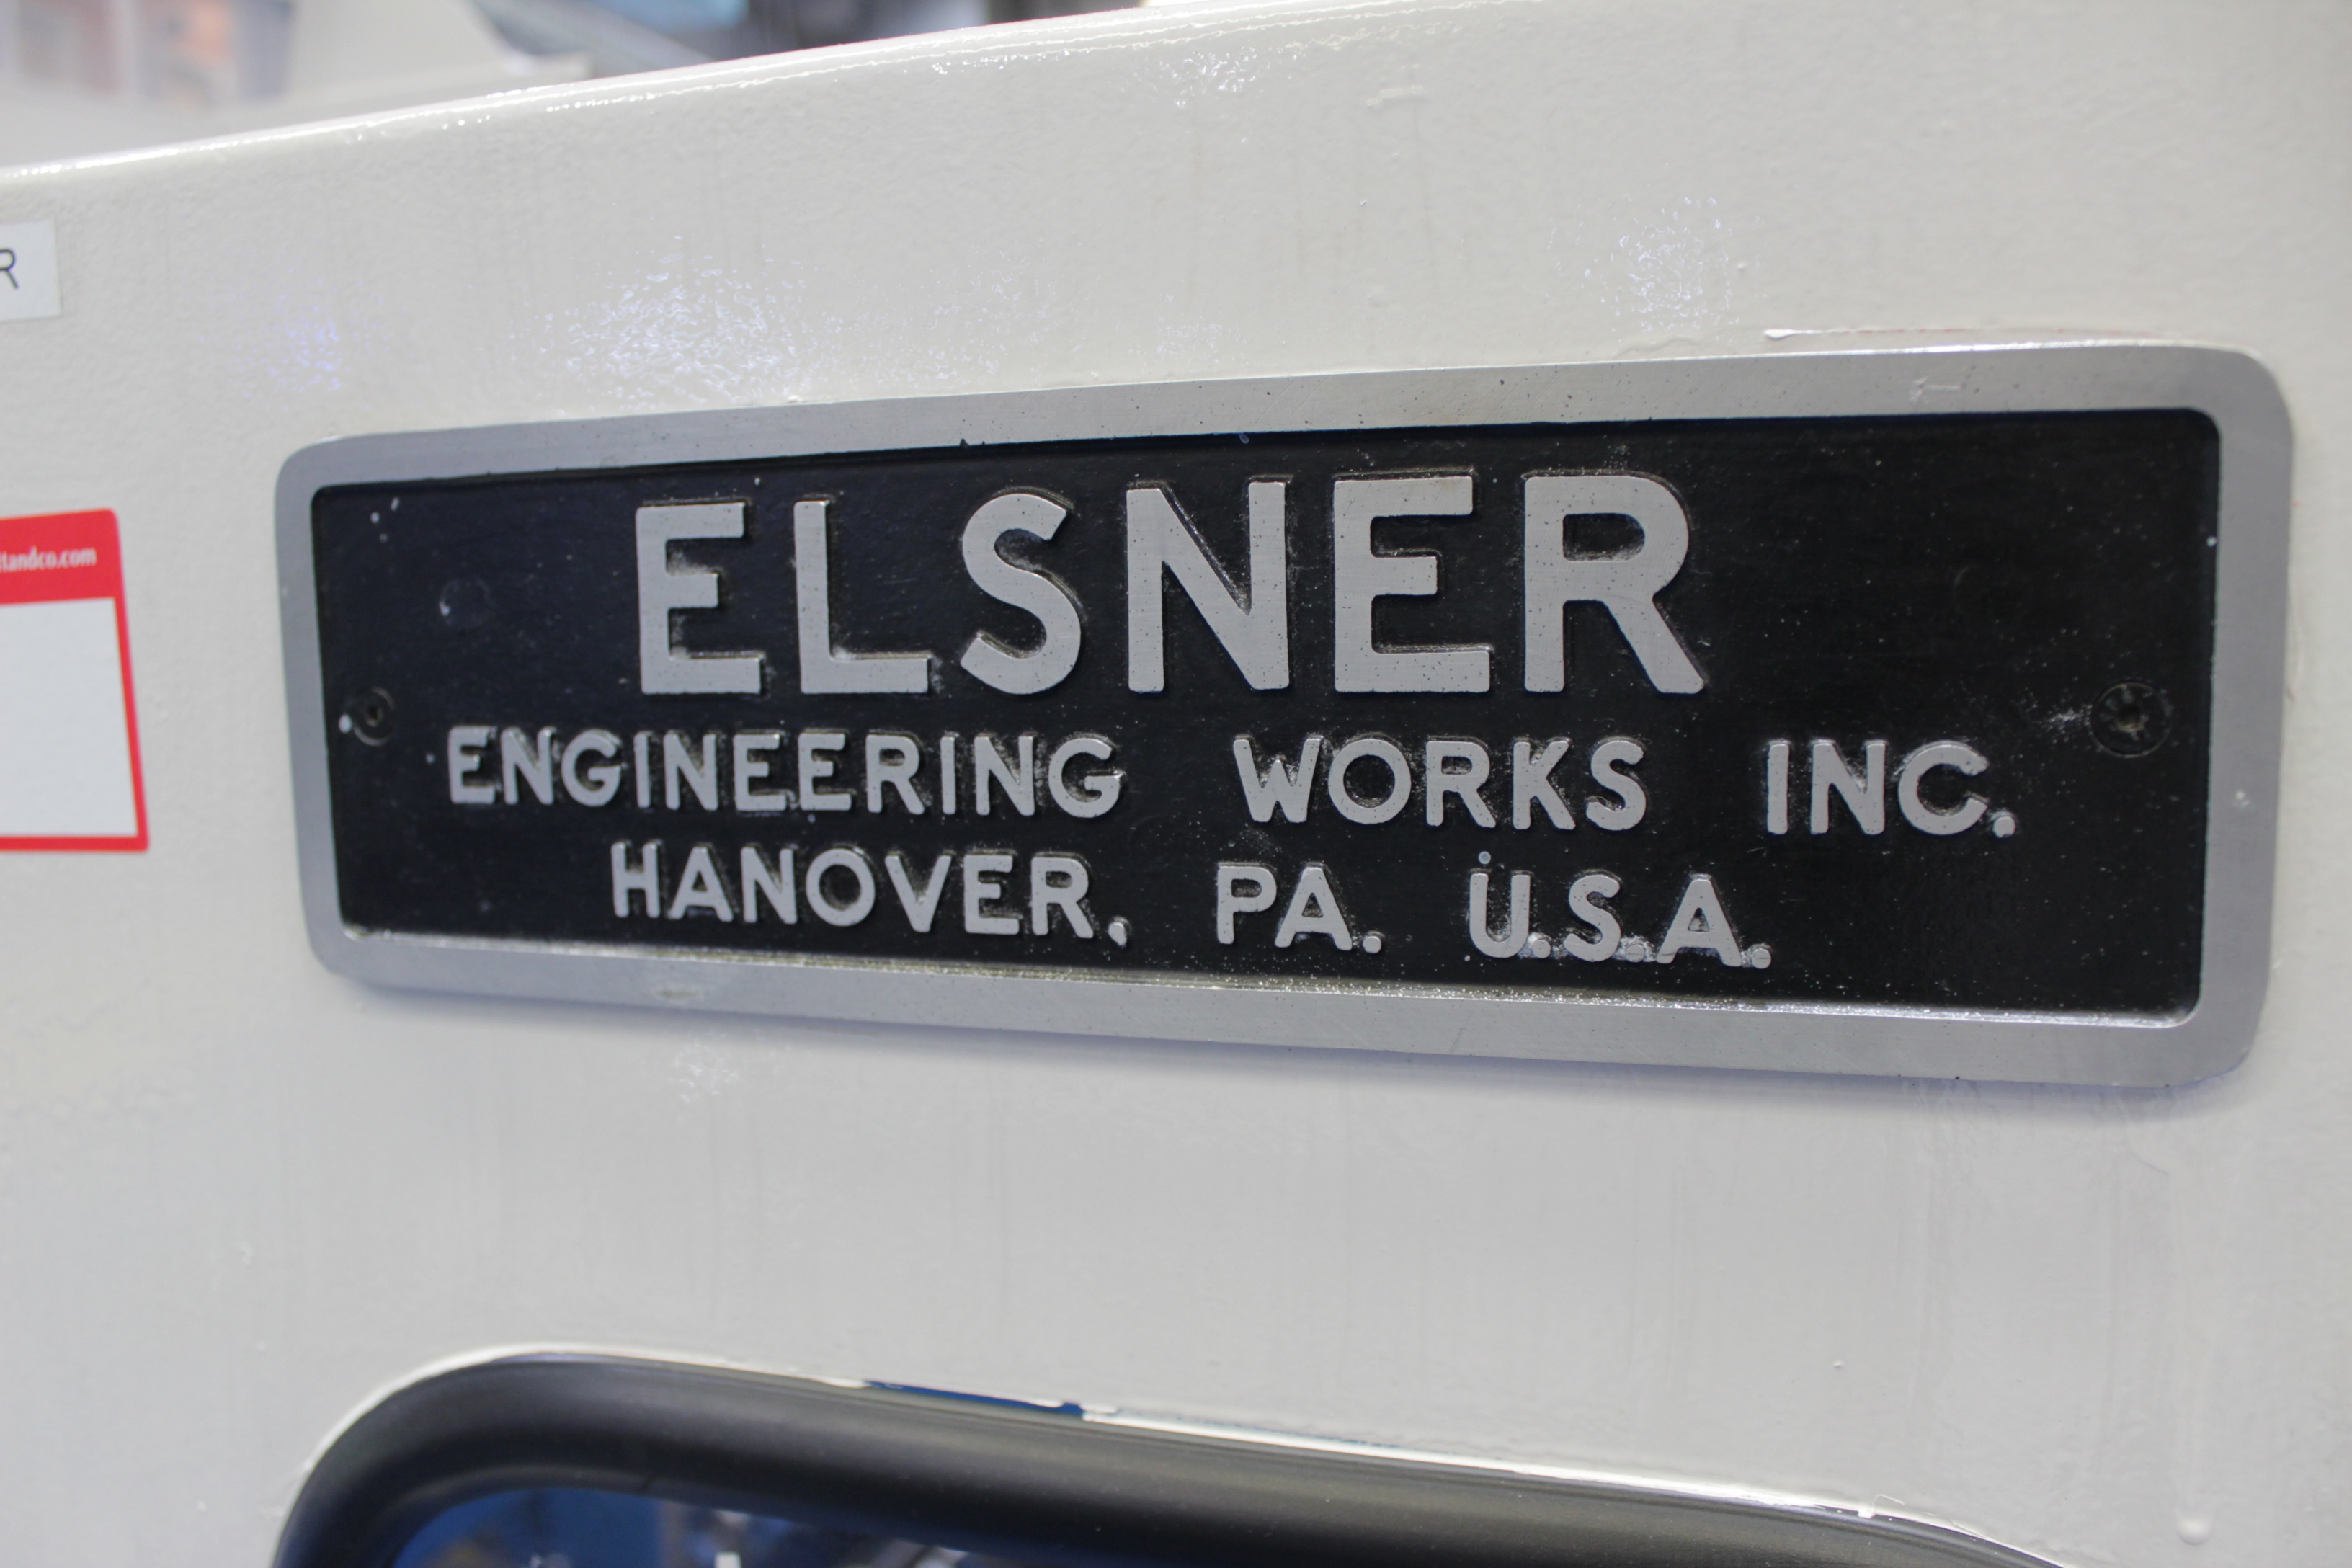 ELSNER
ENGINEERING WORKS INC.
HANOVER, PA. U.S.A.
R